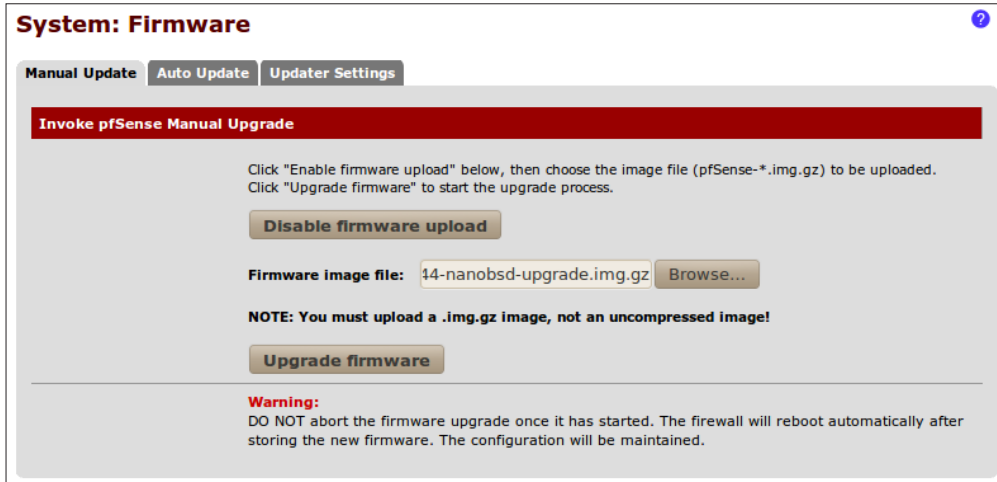 System: Firmware
?
Manual Update Auto Update Updater Settings
Invoke pfSense Manual Upgrade
Click "Enable firmware upload" below, then choose the image file (pfSense-*.img.gz) to be uploaded.
Click "Upgrade firmware" to start the upgrade process.
Disable firmware upload
Firmware image file: 44-nanobsd-upgrade.img.gz Browse...
NOTE: You must upload a .img.gz image, not an uncompressed image!
Upgrade firmware
Warning:
DO NOT abort the firmware upgrade once it has started. The firewall will reboot automatically after
storing the new firmware. The configuration will be maintained.